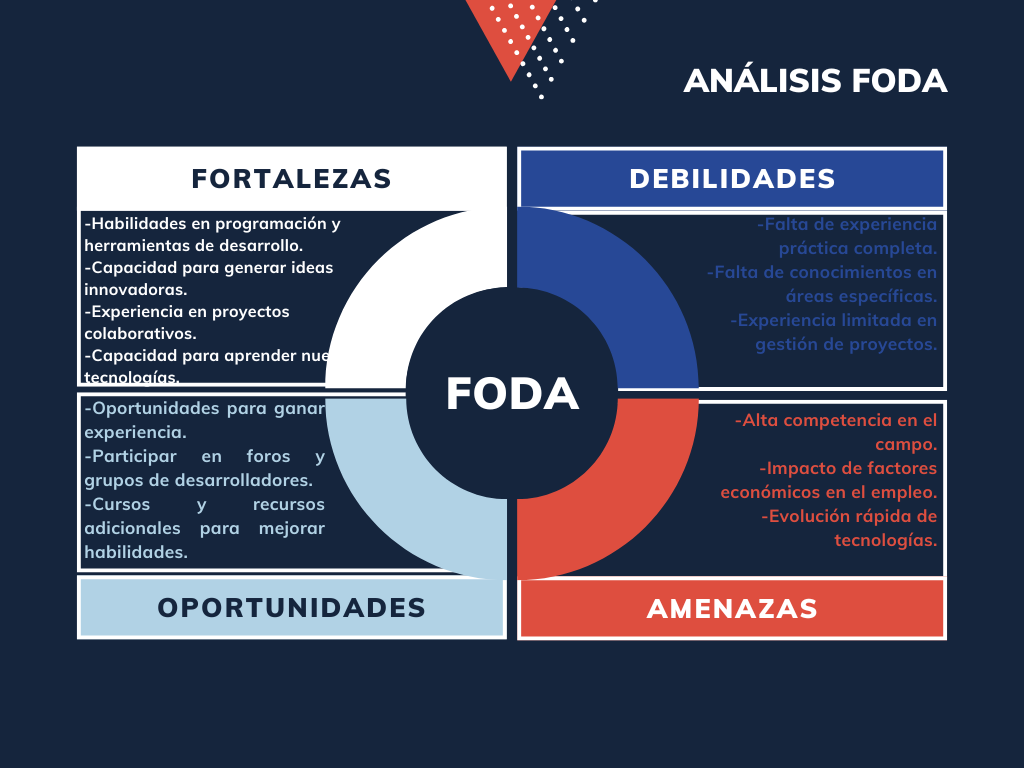 ANÁLISIS FODA
FORTALEZAS
-Habilidades en programación y
herramientas de desarrollo.
-Capacidad para generar ideas
innovadoras.
-Experiencia en proyectos
colaborativos.
-Capacidad para aprender nue
tecnologías.
DEBILIDADES
-Falta de experiencia
práctica completa.
-Falta de conocimientos en
áreas específicas.
-Experiencia limitada en
gestión de proyectos.
FODA
-Oportunidades para ganar
experiencia.
-Participar en foros y
grupos de desarrolladores.
-Cursos y recursos
adicionales para mejorar
habilidades.
OPORTUNIDADES
-Alta competencia en el
campo.
-Impacto de factores
económicos en el empleo.
-Evolución rápida de
tecnologías.
AMENAZAS